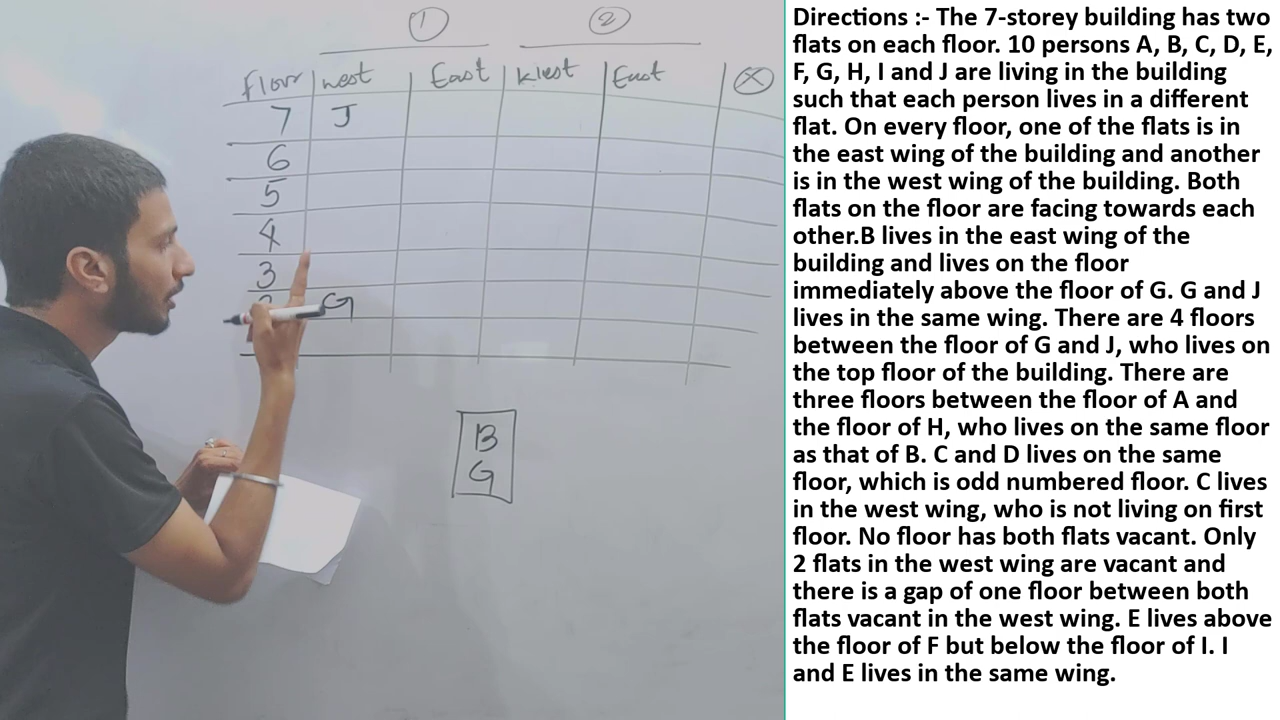 ① ②
Floor West East West East ⓧ
7 J
6
5
4
3
G
B
G
Directions :- The 7-storey building has two
flats on each floor. 10 persons A, B, C, D, E,
F, G, H, I and J are living in the building
such that each person lives in a different
flat. On every floor, one of the flats is in
the east wing of the building and another
is in the west wing of the building. Both
flats on the floor are facing towards each
other.B lives in the east wing of the
building and lives on the floor
immediately above the floor of G. G and J
lives in the same wing. There are 4 floors
between the floor of G and J, who lives on
the top floor of the building. There are
three floors between the floor of A and
the floor of H, who lives on the same floor
as that of B. C and D lives on the same
floor, which is odd numbered floor. C lives
in the west wing, who is not living on first
floor. No floor has both flats vacant. Only
2 flats in the west wing are vacant and
there is a gap of one floor between both
flats vacant in the west wing. E lives above
the floor of F but below the floor of I. I
and E lives in the same wing.